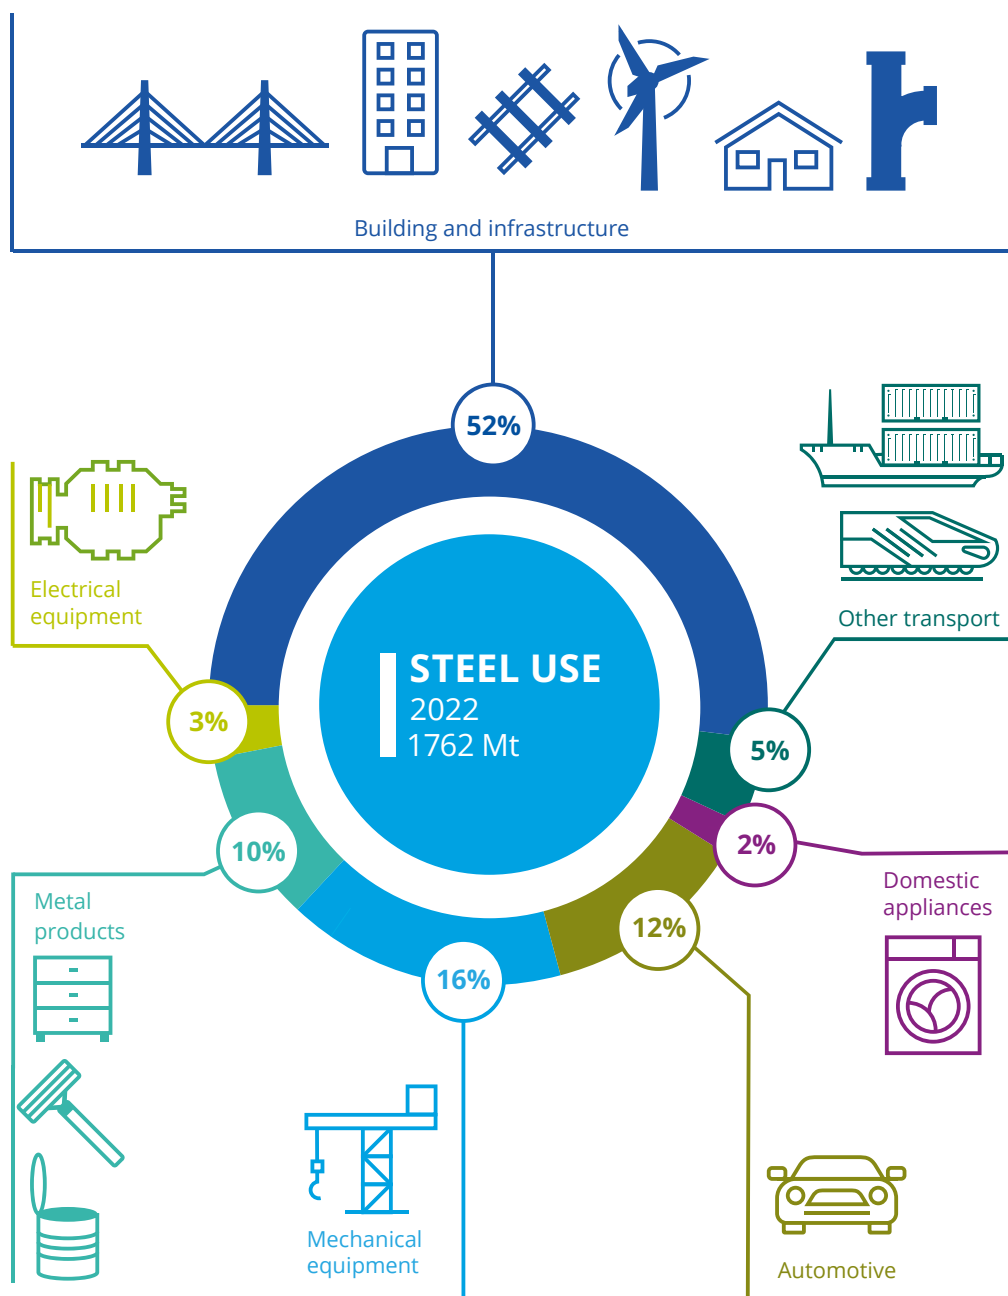 Building and infrastructure
52%
Electrical
equipment
Other transport
STEEL USE
2022
1762 Mt
3%
5%
2%
10%
12%
16%
Metal
products
Domestic
appliances
Mechanical
equipment
Automotive